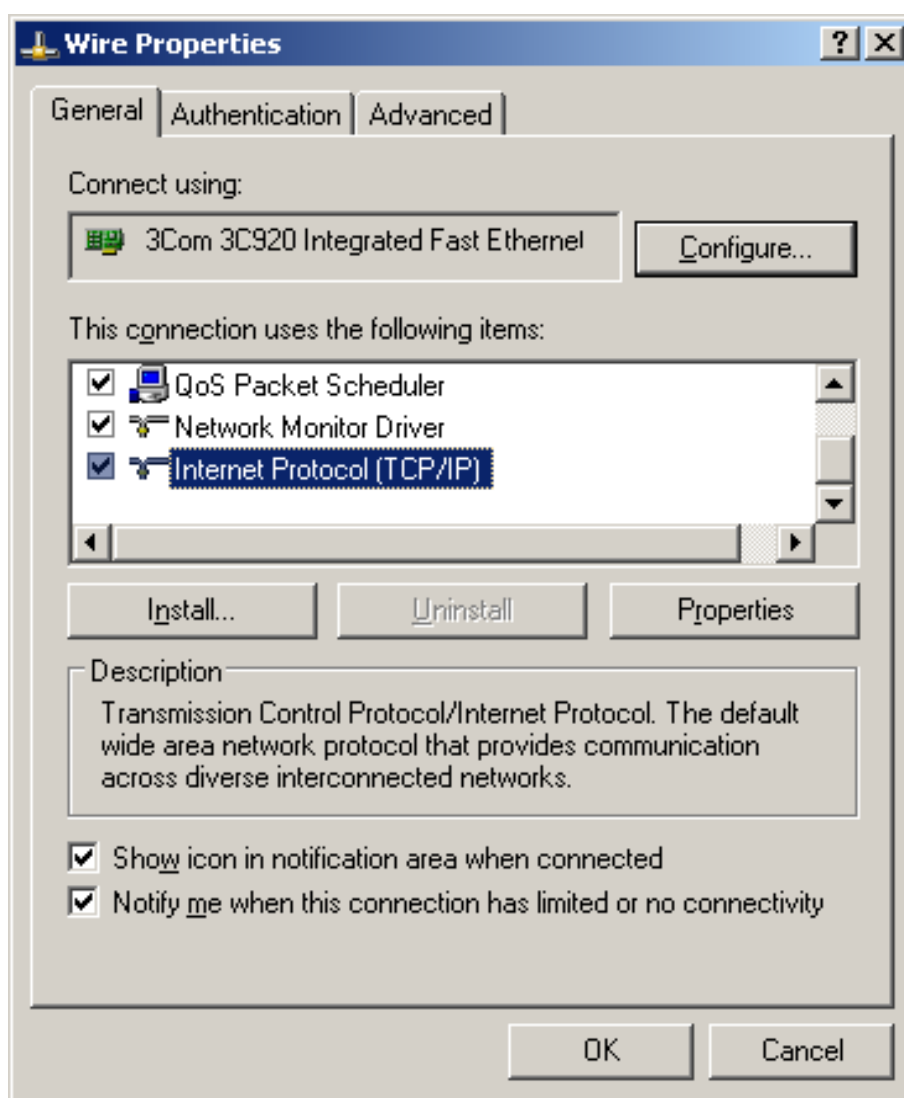 Wire Properties
General
Authentication
Advanced
Connect using:
3Com 3C920 Integrated Fast Ethernet
Configure...
This connection uses the following items:
QoS Packet Scheduler
Network Monitor Driver
Internet Protocol (TCP/IP)
Install...
Uninstall
Properties
Description
Transmission Control Protocol/Internet Protocol. The default
wide area network protocol that provides communication
across diverse interconnected networks.
Show icon in notification area when connected
Notify me when this connection has limited or no connectivity
OK
Cancel